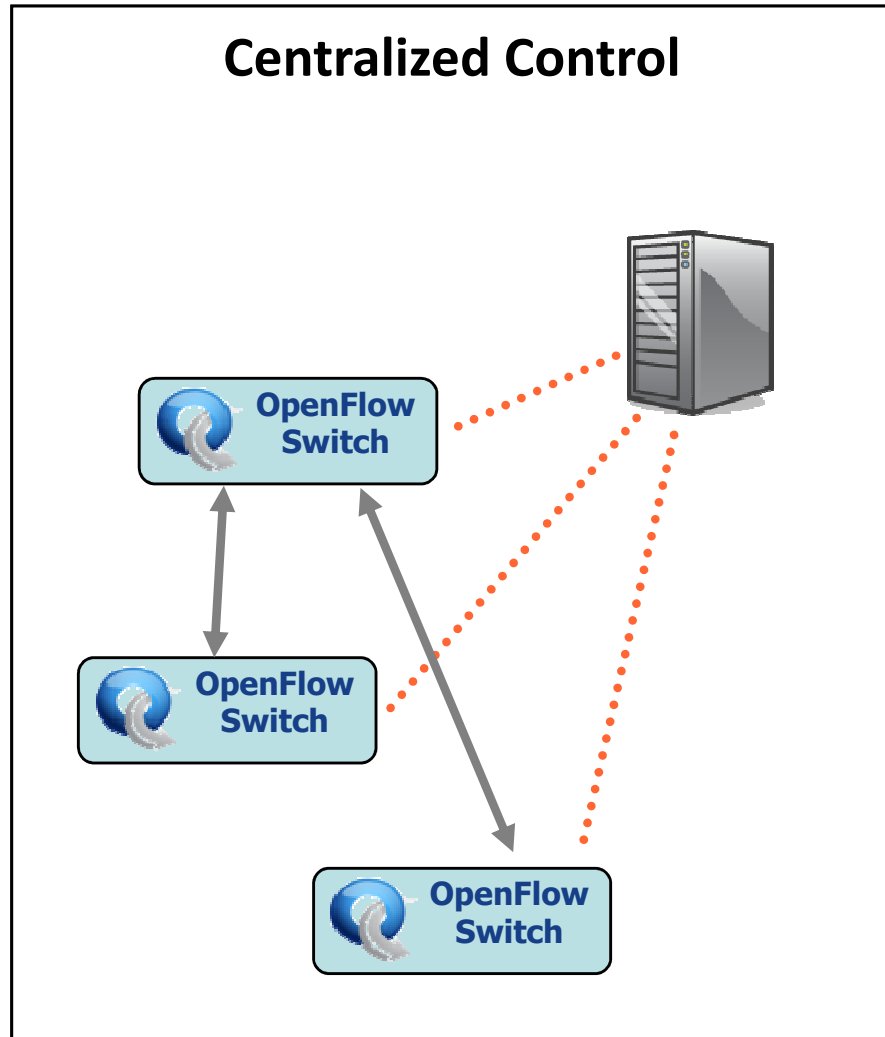 Centralized Control
OpenFlow
Switch
OpenFlow
Switch
OpenFlow
Switch